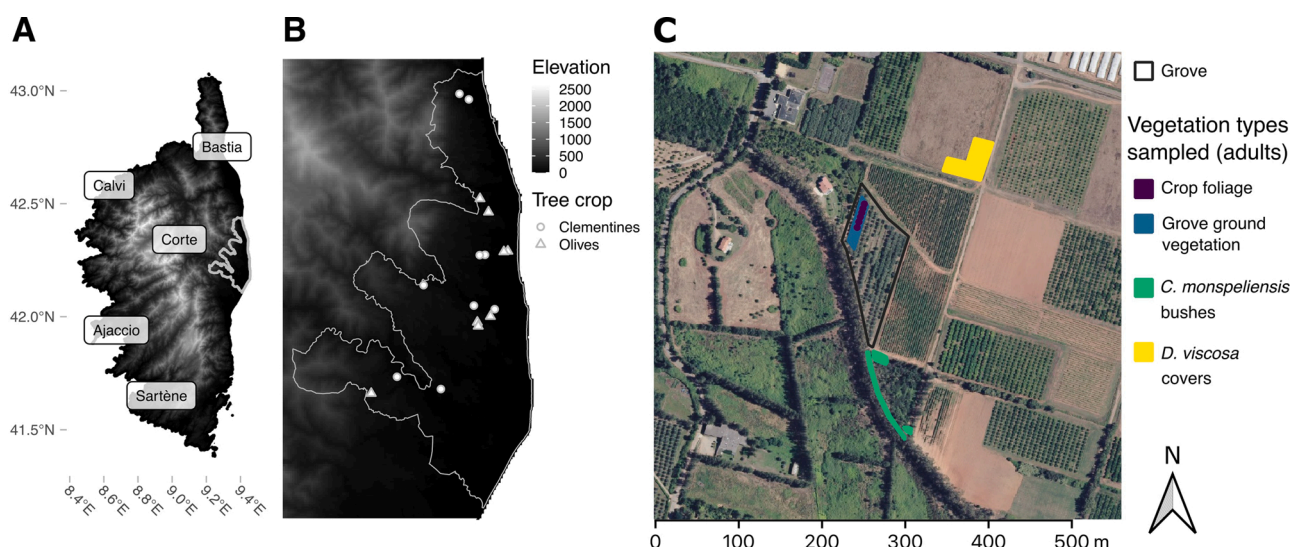 A
43.0°N
42.5°N
42.0°N
41.5°N
Bastia
Calvi
Corte
Ajaccio
Sartène
8.4°E
8.6°E
8.8°E
9.0°E
9.2°E
9.4°E
B
Elevation
2500
2000
1500
1000
500
0
Tree crop
Clementines
Olives
C
0
100
200
300
400
500 m
Grove
Vegetation types
sampled (adults)
Crop foliage
Grove ground
vegetation
C. monspeliensis
bushes
D. viscosa
covers
N